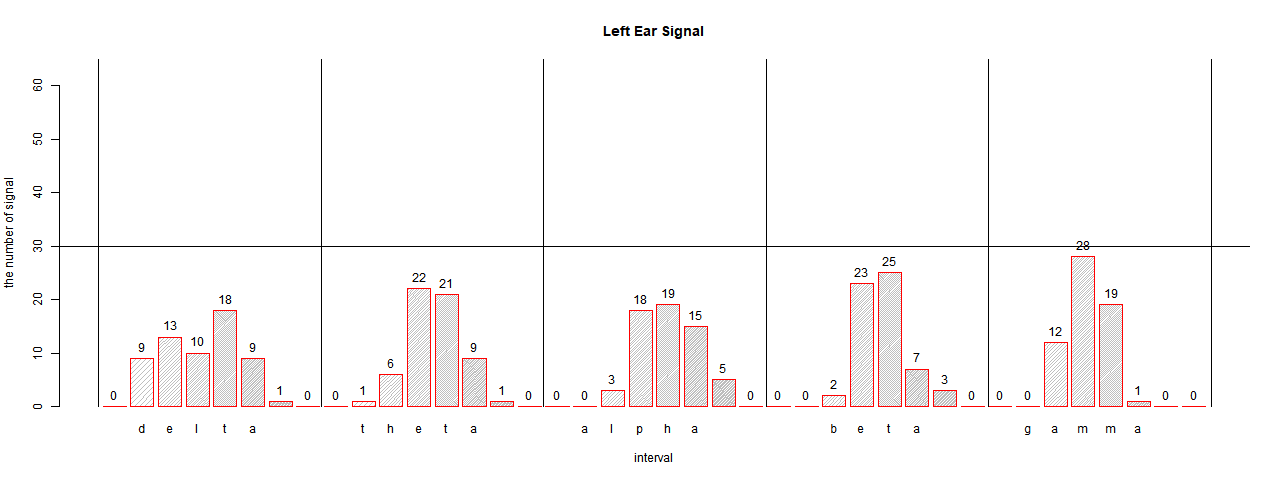 Left Ear Signal
the number of signal
60
50
40
30
20
10
0
0 9 13 10 18 9 1 0
0 1 6 22 21 9 1 0
0 0 3 18 19 15 5 0
0 0 2 23 25 7 3 0
0 0 12 28 19 1 0 0
d e l t a t h e t a a l p h a b e t a g a m m a
interval